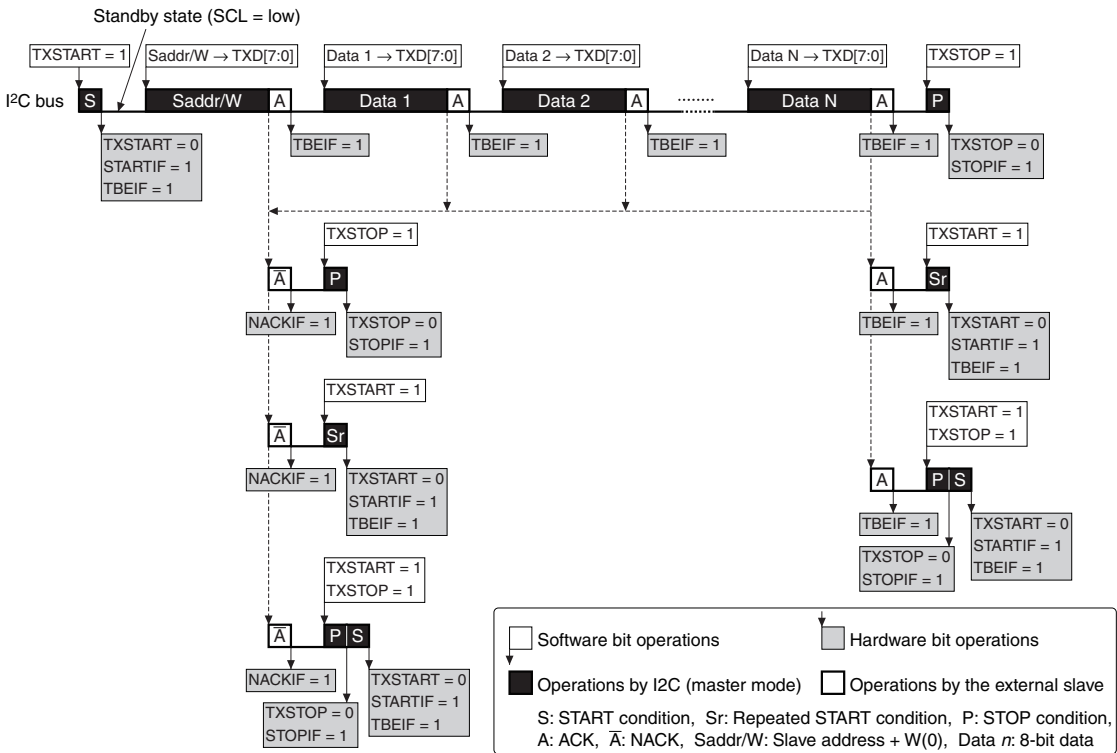 Standby state (SCL = low)
TXSTART = 1
Saddr/W → TXD[7:0]
Data 1 → TXD[7:0]
Data 2 → TXD[7:0]
Data N → TXD[7:0]
TXSTOP = 1
I²C bus
S
Saddr/W
A
Data 1
A
Data 2
A
........
Data N
A
P
TXSTART = 0
STARTIF = 1
TBEIF = 1
TBEIF = 1
TBEIF = 1
TBEIF = 1
TBEIF = 1
TXSTOP = 0
STOPIF = 1
TXSTOP = 1
A̅
P
NACKIF = 1
TXSTOP = 0
STOPIF = 1
TXSTART = 1
A
Sr
TBEIF = 1
TXSTART = 0
STARTIF = 1
TBEIF = 1
TXSTART = 1
A̅
Sr
NACKIF = 1
TXSTART = 0
STARTIF = 1
TBEIF = 1
TXSTART = 1
TXSTOP = 1
A
P
S
TBEIF = 1
TXSTOP = 0
STOPIF = 1
TXSTART = 0
STARTIF = 1
TBEIF = 1
TXSTART = 1
TXSTOP = 1
A̅
P
S
NACKIF = 1
TXSTOP = 0
STOPIF = 1
TXSTART = 0
STARTIF = 1
TBEIF = 1
Software bit operations
Hardware bit operations
Operations by I2C (master mode)
Operations by the external slave
S: START condition, Sr: Repeated START condition, P: STOP condition,
A: ACK, A̅: NACK, Saddr/W: Slave address + W(0), Data n: 8-bit data